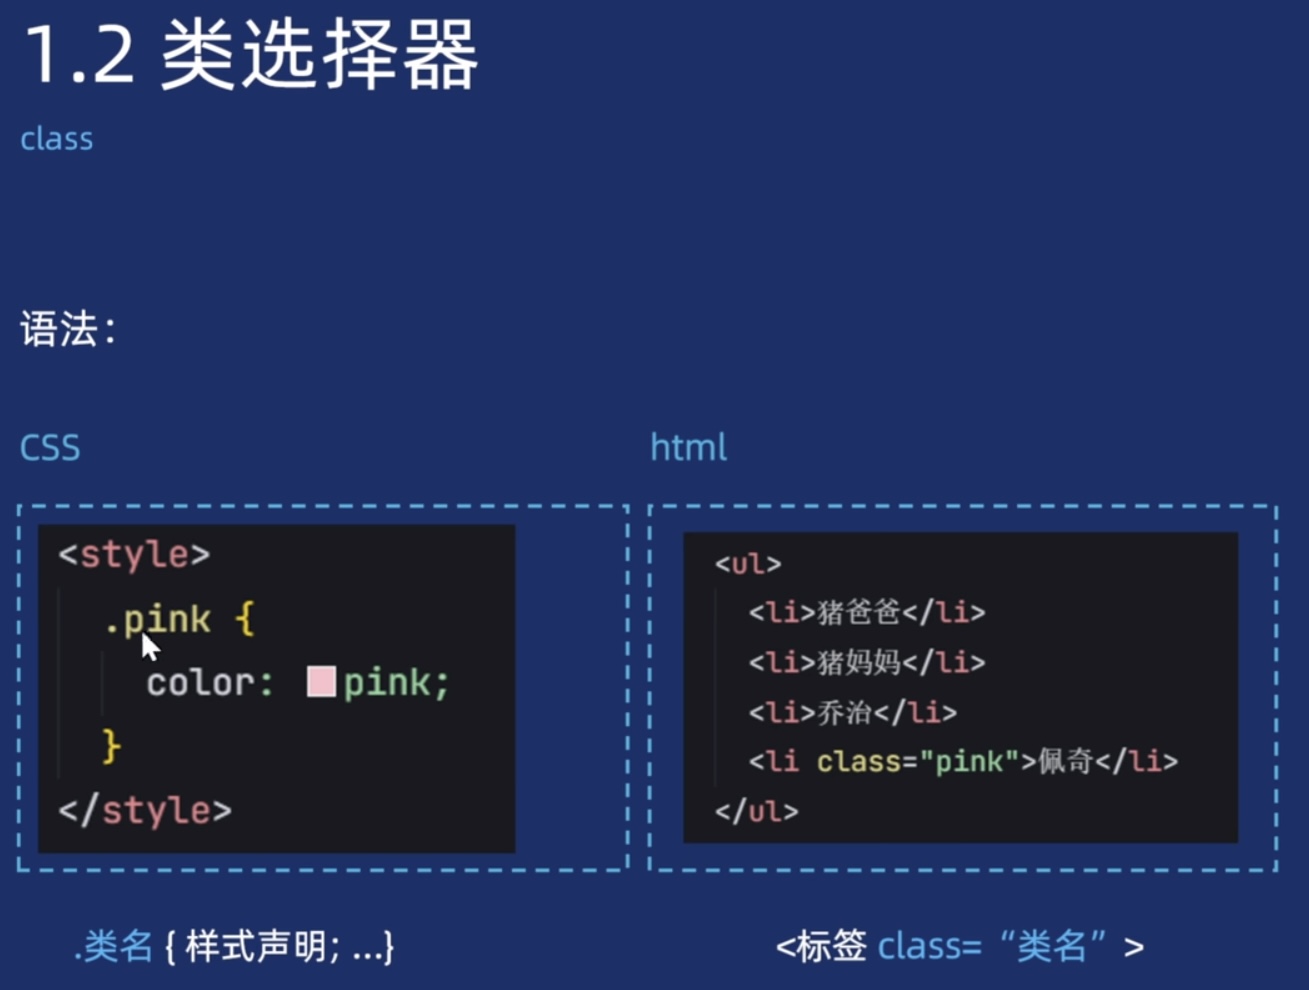 1.2 类选择器
class
语法：
CSS
<style>
.pink {
color: pink;
}
</style>
.类名 { 样式声明; ...}
html
<ul>
<li>猪爸爸</li>
<li>猪妈妈</li>
<li>乔治</li>
<li class="pink">佩奇</li>
</ul>
<标签 class= “类名” >